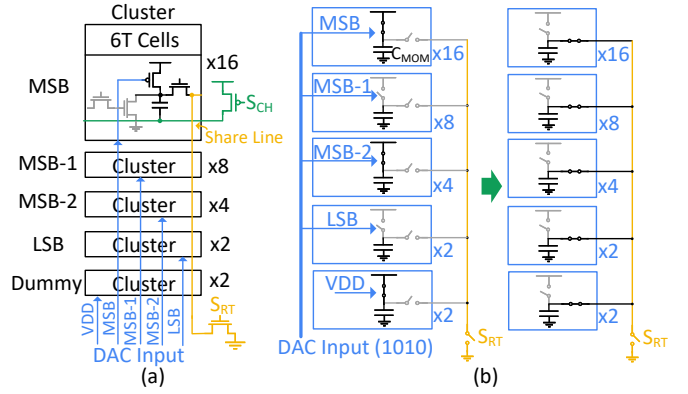 Cluster
6T Cells
x16
MSB
S_CH
Share Line
MSB-1
Cluster
x8
MSB-2
Cluster
x4
LSB
Cluster
x2
Dummy
Cluster
x2
VDD
MSB
MSB-1
MSB-2
LSB
S_RT
DAC Input
(a)
MSB
C_MOM
x16
x16
MSB-1
x8
x8
MSB-2
x4
x4
LSB
x2
x2
VDD
x2
x2
S_RT
S_RT
DAC Input (1010)
(b)